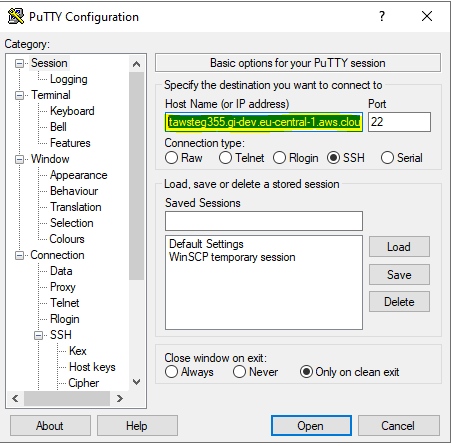 PuTTY Configuration
?
Category:
Session
Logging
Terminal
Keyboard
Bell
Features
Window
Appearance
Behaviour
Translation
Selection
Colours
Connection
Data
Proxy
Telnet
Rlogin
SSH
Kex
Host keys
Cipher
Basic options for your PuTTY session
Specify the destination you want to connect to
Host Name (or IP address) Port
tawsteg355.gi-dev.eu-central-1.aws.clou 22
Connection type:
Raw Telnet Rlogin SSH Serial
Load, save or delete a stored session
Saved Sessions
Default Settings
WinSCP temporary session
Load
Save
Delete
Close window on exit:
Always Never Only on clean exit
About Help Open Cancel